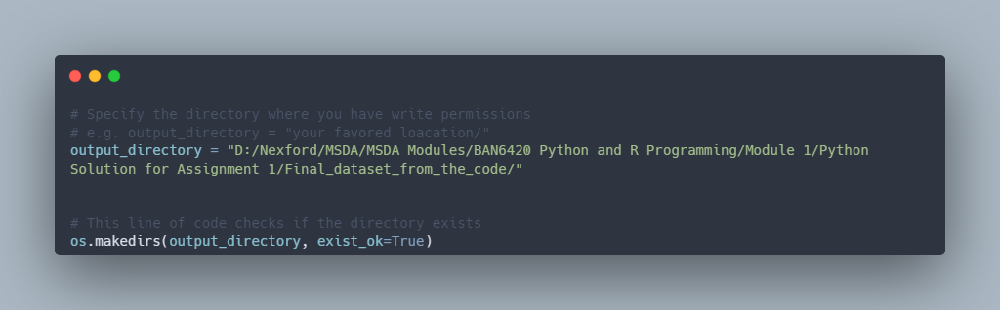 # Specify the directory where you have write permissions
# e.g. output_directory = "your favored loacation/"
output_directory = "D:/Nexford/MSDA/MSDA Modules/BAN6420 Python and R Programming/Module 1/Python
Solution for Assignment 1/Final_dataset_from_the_code/"
# This line of code checks if the directory exists
os.makedirs(output_directory, exist_ok=True)